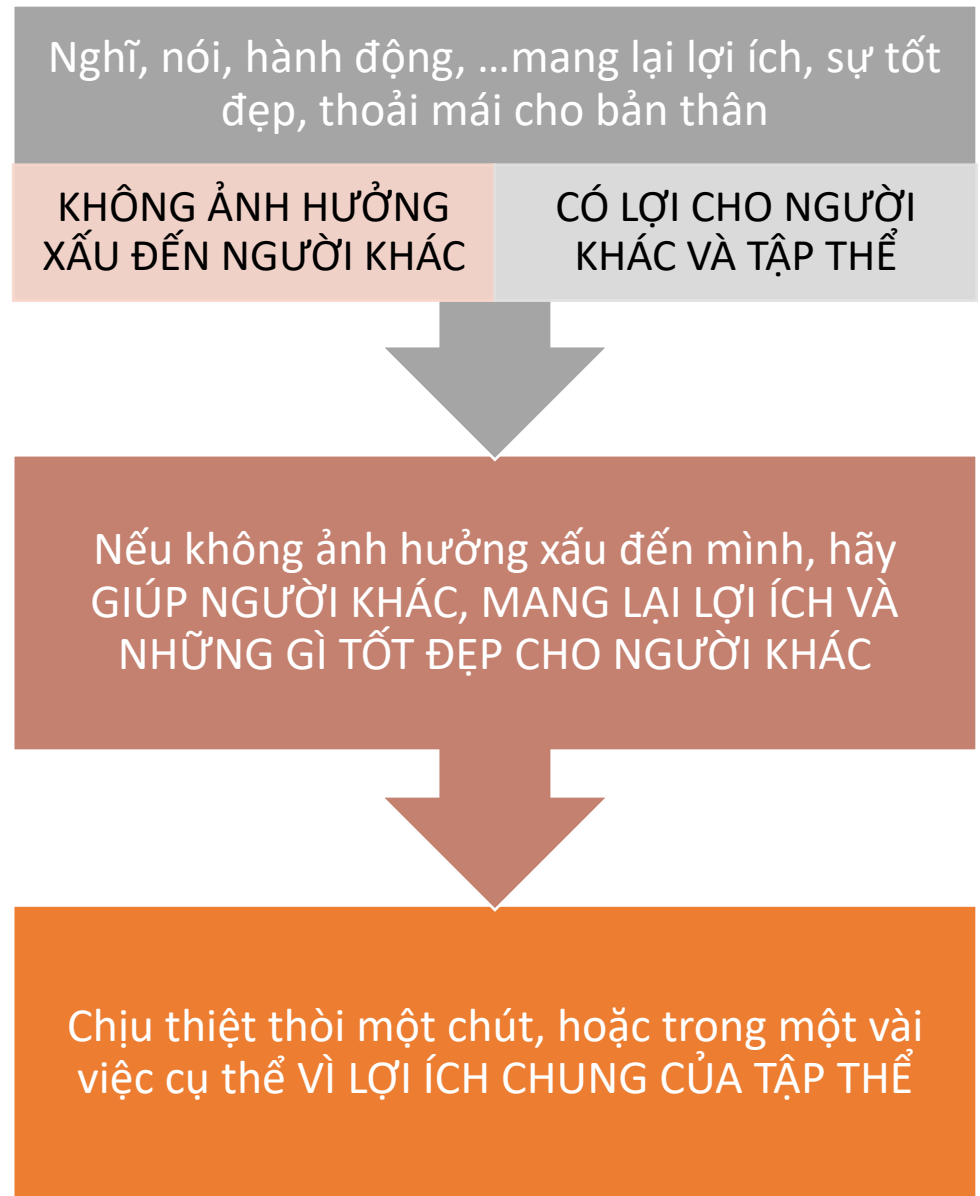 Nghĩ, nói, hành động, ...mang lại lợi ích, sự tốt
đẹp, thoải mái cho bản thân
KHÔNG ẢNH HƯỞNG
XẤU ĐẾN NGƯỜI KHÁC
CÓ LỢI CHO NGƯỜI
KHÁC VÀ TẬP THỂ
Nếu không ảnh hưởng xấu đến mình, hãy
GIÚP NGƯỜI KHÁC, MANG LẠI LỢI ÍCH VÀ
NHỮNG GÌ TỐT ĐẸP CHO NGƯỜI KHÁC
Chịu thiệt thòi một chút, hoặc trong một vài
việc cụ thể VÌ LỢI ÍCH CHUNG CỦA TẬP THỂ